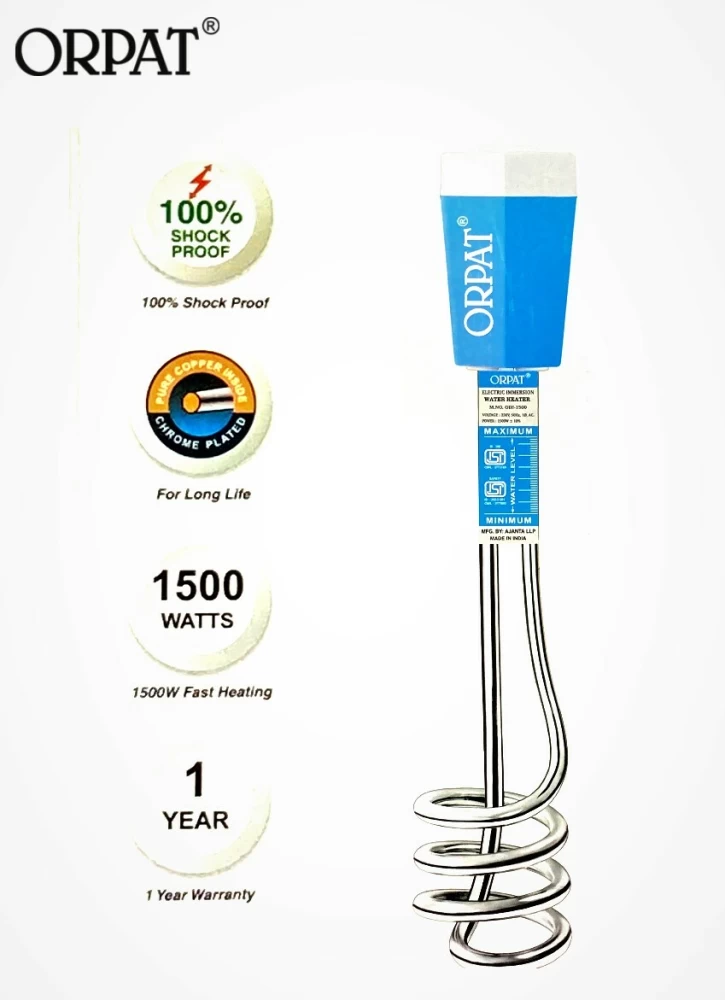 ORPAT®
100%
SHOCK
PROOF
100% Shock Proof
PURE COPPER INSIDE
CHROME PLATED
For Long Life
1500
WATTS
1500W Fast Heating
1
YEAR
1 Year Warranty
ORPAT®
ORPAT®
ELECTRIC IMMERSION
WATER HEATER
MAXIMUM
WATER LEVEL
MINIMUM
MFG. BY: AJANTA LLP
MADE IN INDIA